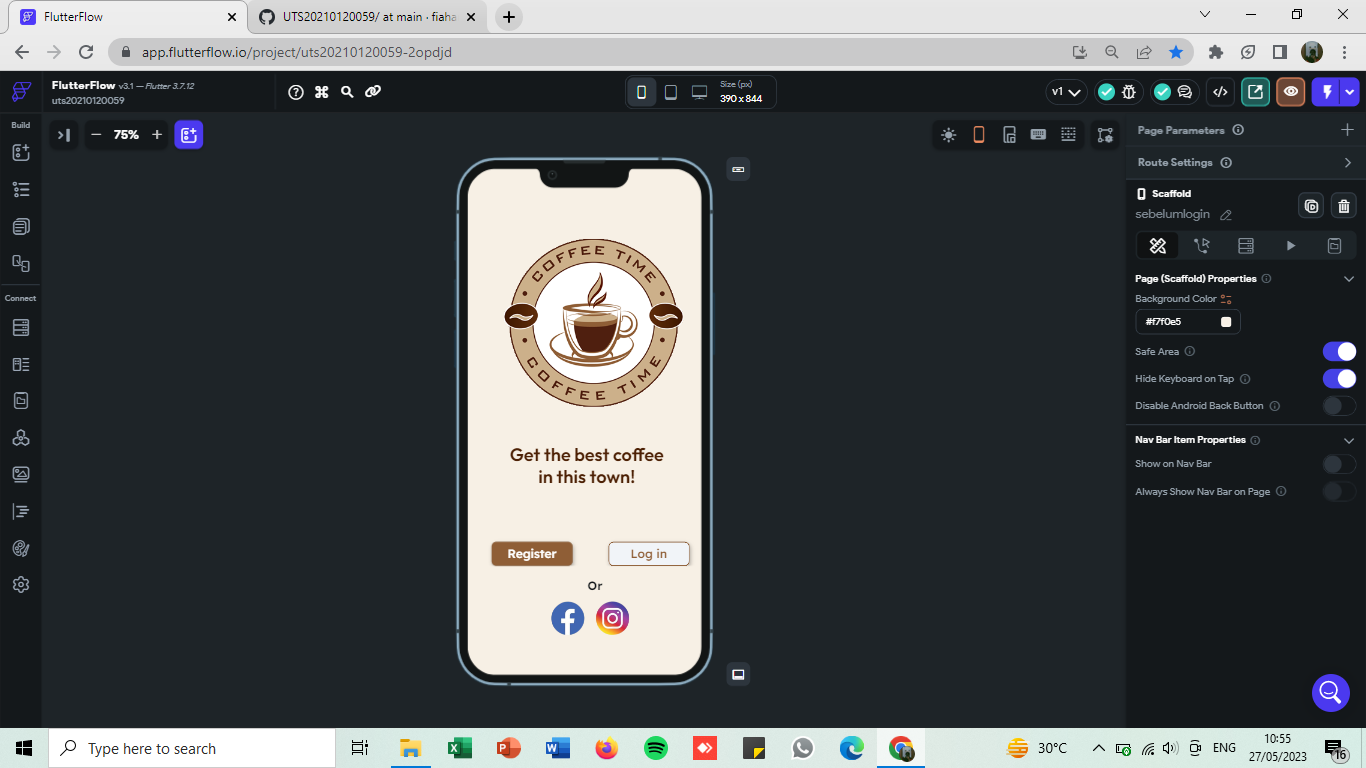 FlutterFlow
UTS20210120059/ at main · fiaha
app.flutterflow.io/project/uts20210120059-2opdjd
FlutterFlow v3.1 — Flutter 3.7.12
uts20210120059
Size (px)
390 x 844
v1
Build
75%
Connect
COFFEE TIME
COFFEE TIME
Get the best coffee
in this town!
Register
Log in
Or
Page Parameters
Route Settings
Scaffold
sebelumlogin
Page (Scaffold) Properties
Background Color
#f7f0e5
Safe Area
Hide Keyboard on Tap
Disable Android Back Button
Nav Bar Item Properties
Show on Nav Bar
Always Show Nav Bar on Page
Type here to search
30°C
ENG
10:55
27/05/2023
16